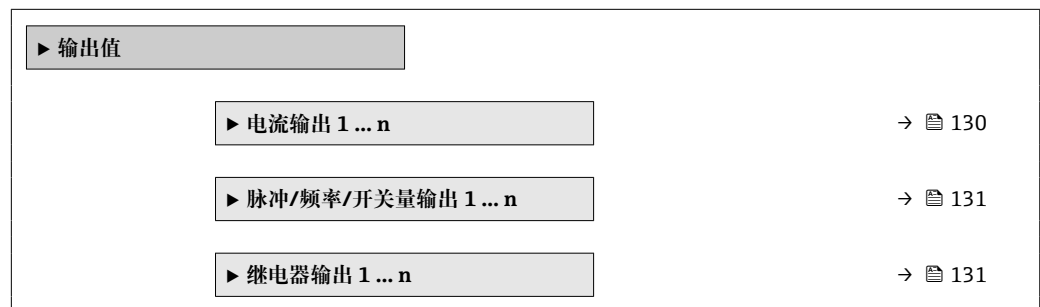 ▶ 输出值
▶ 电流输出 1 ... n → 130
▶ 脉冲/频率/开关量输出 1 ... n → 131
▶ 继电器输出 1 ... n → 131